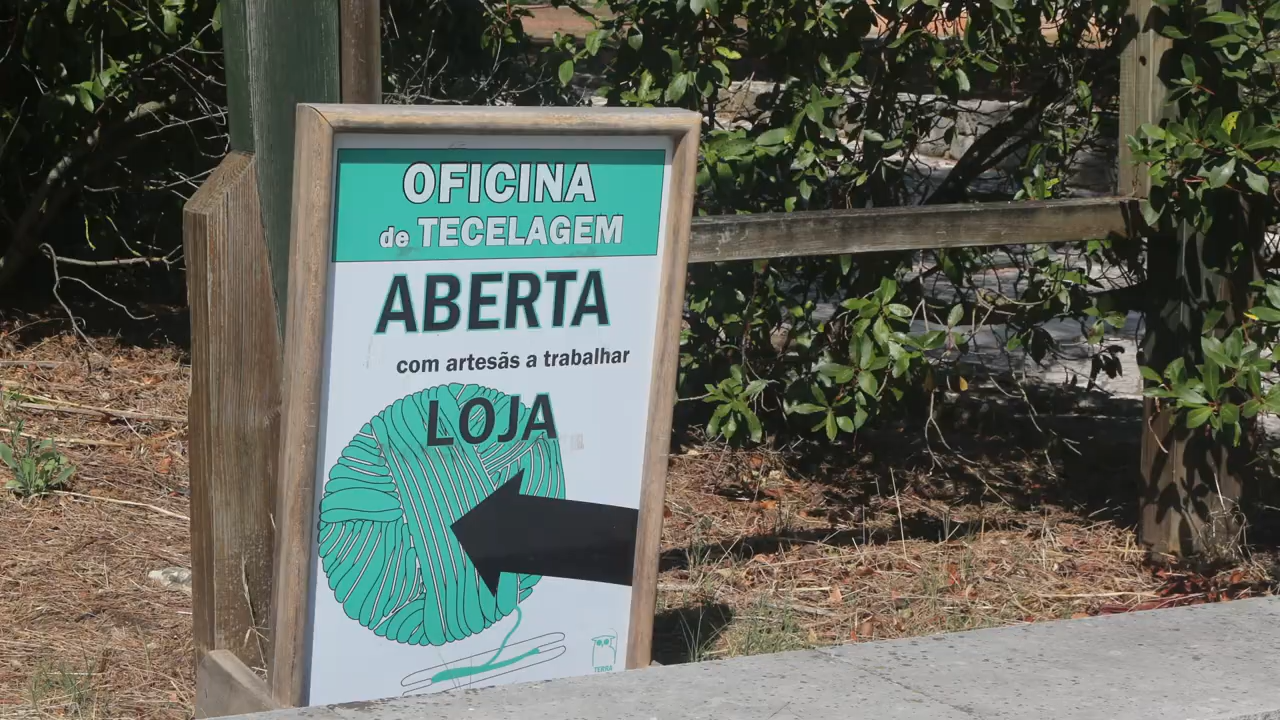 OFICINA
de TECELAGEM
ABERTA
com artesãs a trabalhar
LOJA
TERRA